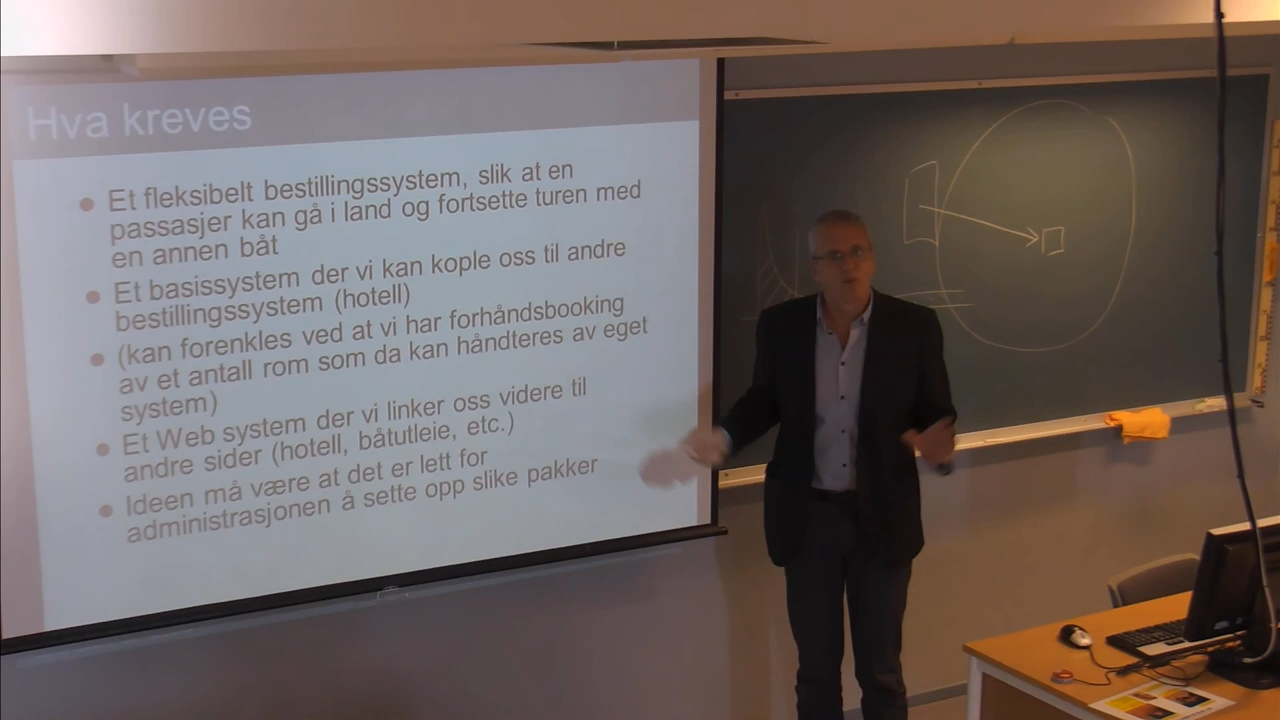 Hva kreves
Et fleksibelt bestillingssystem, slik at en
passasjer kan gå i land og fortsette turen med
en annen båt
Et basissystem der vi kan kople oss til andre
bestillingssystem (hotell)
(kan forenkles ved at vi har forhåndsbooking
av et antall rom som da kan håndteres av eget
system)
Et Web system der vi linker oss videre til
andre sider (hotell, båtutleie, etc.)
Ideen må være at det er lett for
administrasjonen å sette opp slike pakker